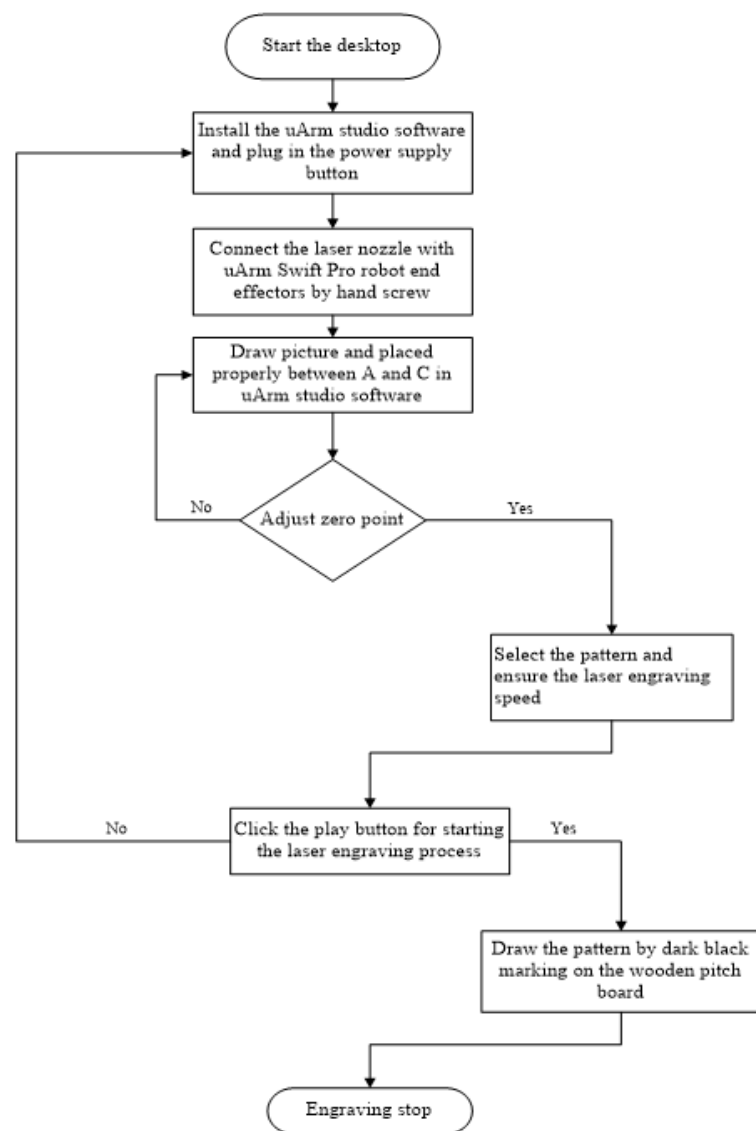 Start the desktop
Install the uArm studio software
and plug in the power supply
button
Connect the laser nozzle with
uArm Swift Pro robot end
effectors by hand screw
Draw picture and placed
properly between A and C in
uArm studio software
No
Adjust zero point
Yes
Select the pattern and
ensure the laser engraving
speed
No
Click the play button for starting
the laser engraving process
Yes
Draw the pattern by dark black
marking on the wooden pitch
board
Engraving stop